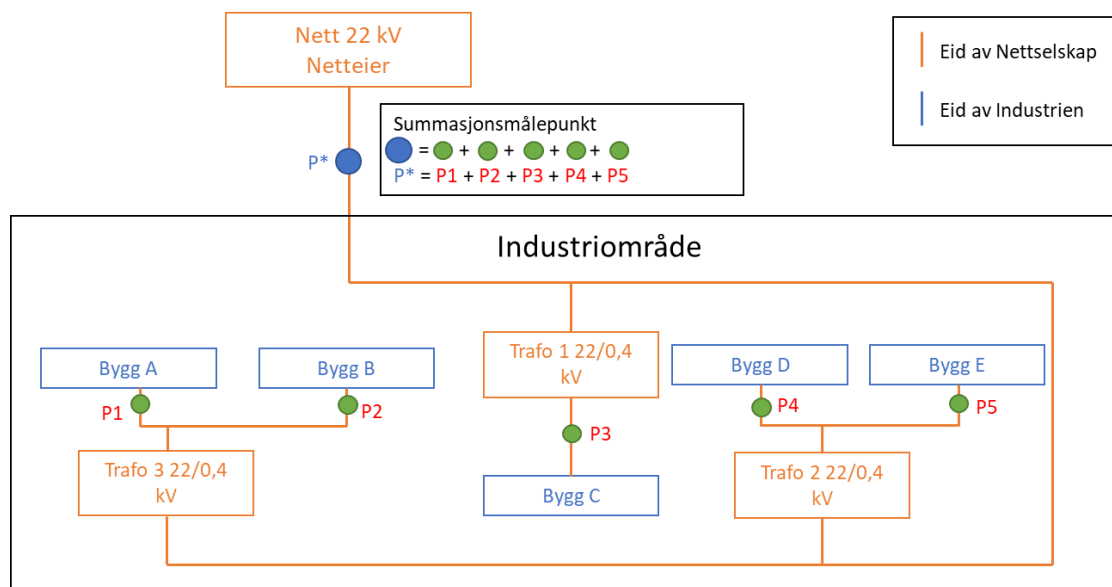 Nett 22 kV
Netteier
Eid av Nettselskap
Eid av Industrien
Summasjonsmålepunkt
= + + + +
P* = P1 + P2 + P3 + P4 + P5
P*
Industriområde
Bygg A
Bygg B
Trafo 1 22/0,4
kV
Bygg D
Bygg E
P1
P2
P3
P4
P5
Trafo 3 22/0,4
kV
Bygg C
Trafo 2 22/0,4
kV